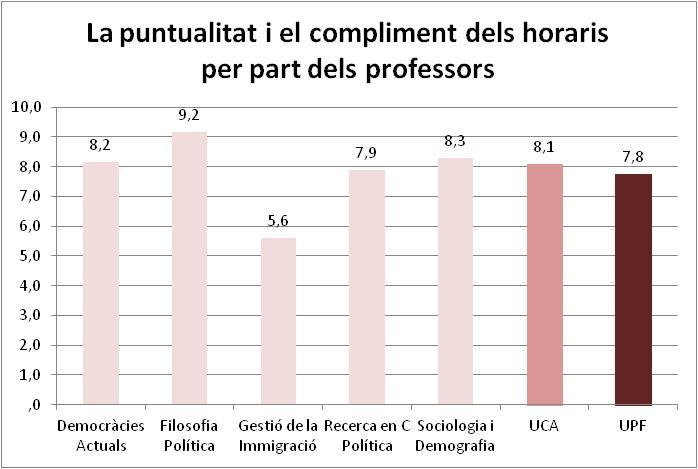 La puntualitat i el compliment dels horaris
per part dels professors
10,0
9,0
8,0
7,0
6,0
5,0
4,0
3,0
2,0
1,0
,0
8,2
9,2
5,6
7,9
8,3
8,1
7,8
Democràcies
Actuals
Filosofia
Política
Gestió de la
Immigració
Recerca en C
Política
Sociologia i
Demografia
UCA
UPF